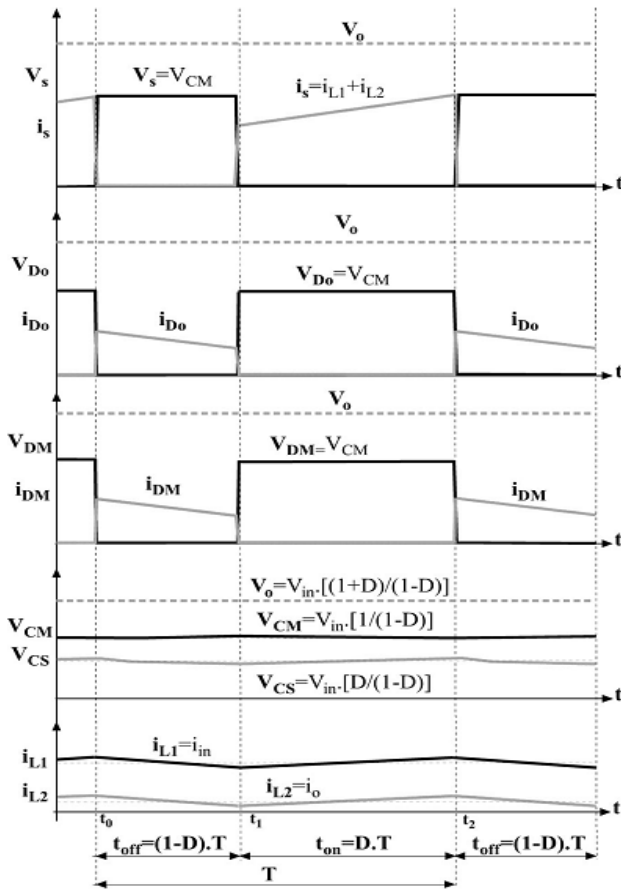 Vo
Vs
Vs=VCM
is=iL1+iL2
is
t
Vo
VDo
VDo=VCM
iDo
iDo
iDo
t
Vo
VDM
VDM=VCM
iDM
iDM
iDM
t
Vo=Vin.[(1+D)/(1-D)]
VCM
VCM=Vin.[1/(1-D)]
VCS
VCS=Vin.[D/(1-D)]
t
iL1
iL1=iin
iL2
iL2=io
t
t0
t1
t2
toff=(1-D).T
ton=D.T
toff=(1-D).T
T